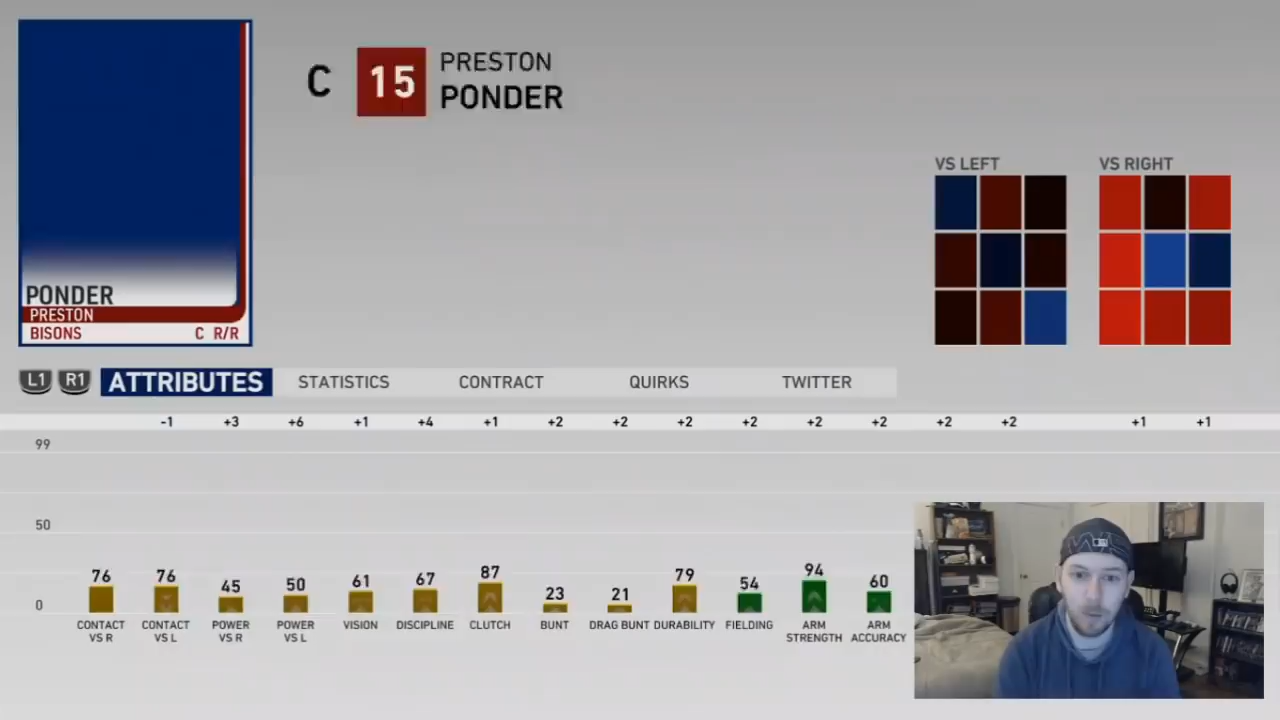 C 15 PRESTON
PONDER
PONDER
PRESTON
BISONS C R/R
VS LEFT VS RIGHT
L1 R1 ATTRIBUTES STATISTICS CONTRACT QUIRKS TWITTER
-1 +3 +6 +1 +4 +1 +2 +2 +2 +2 +2 +2 +2 +2 +1 +1
99
50
0
76 76 45 50 61 67 87 23 21 79 54 94 60
CONTACT VS R
CONTACT VS L
POWER VS R
POWER VS L
VISION
DISCIPLINE
CLUTCH
BUNT
DRAG BUNT
DURABILITY
FIELDING
ARM STRENGTH
ARM ACCURACY